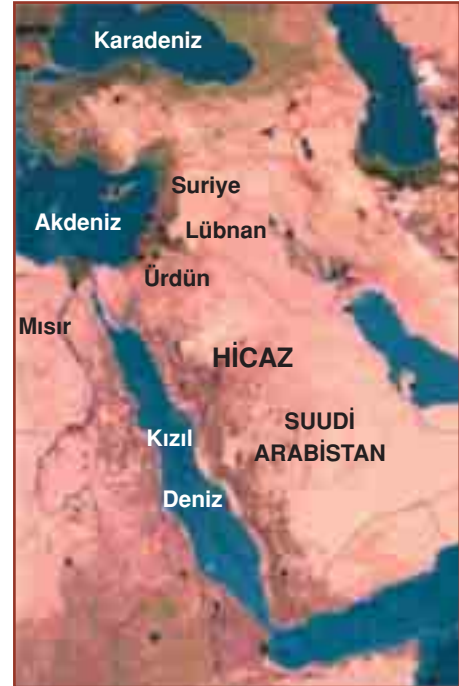 Karadeniz
Suriye
Akdeniz
Lübnan
Ürdün
Mısır
HİCAZ
SUUDİ
ARABİSTAN
Kızıl
Deniz